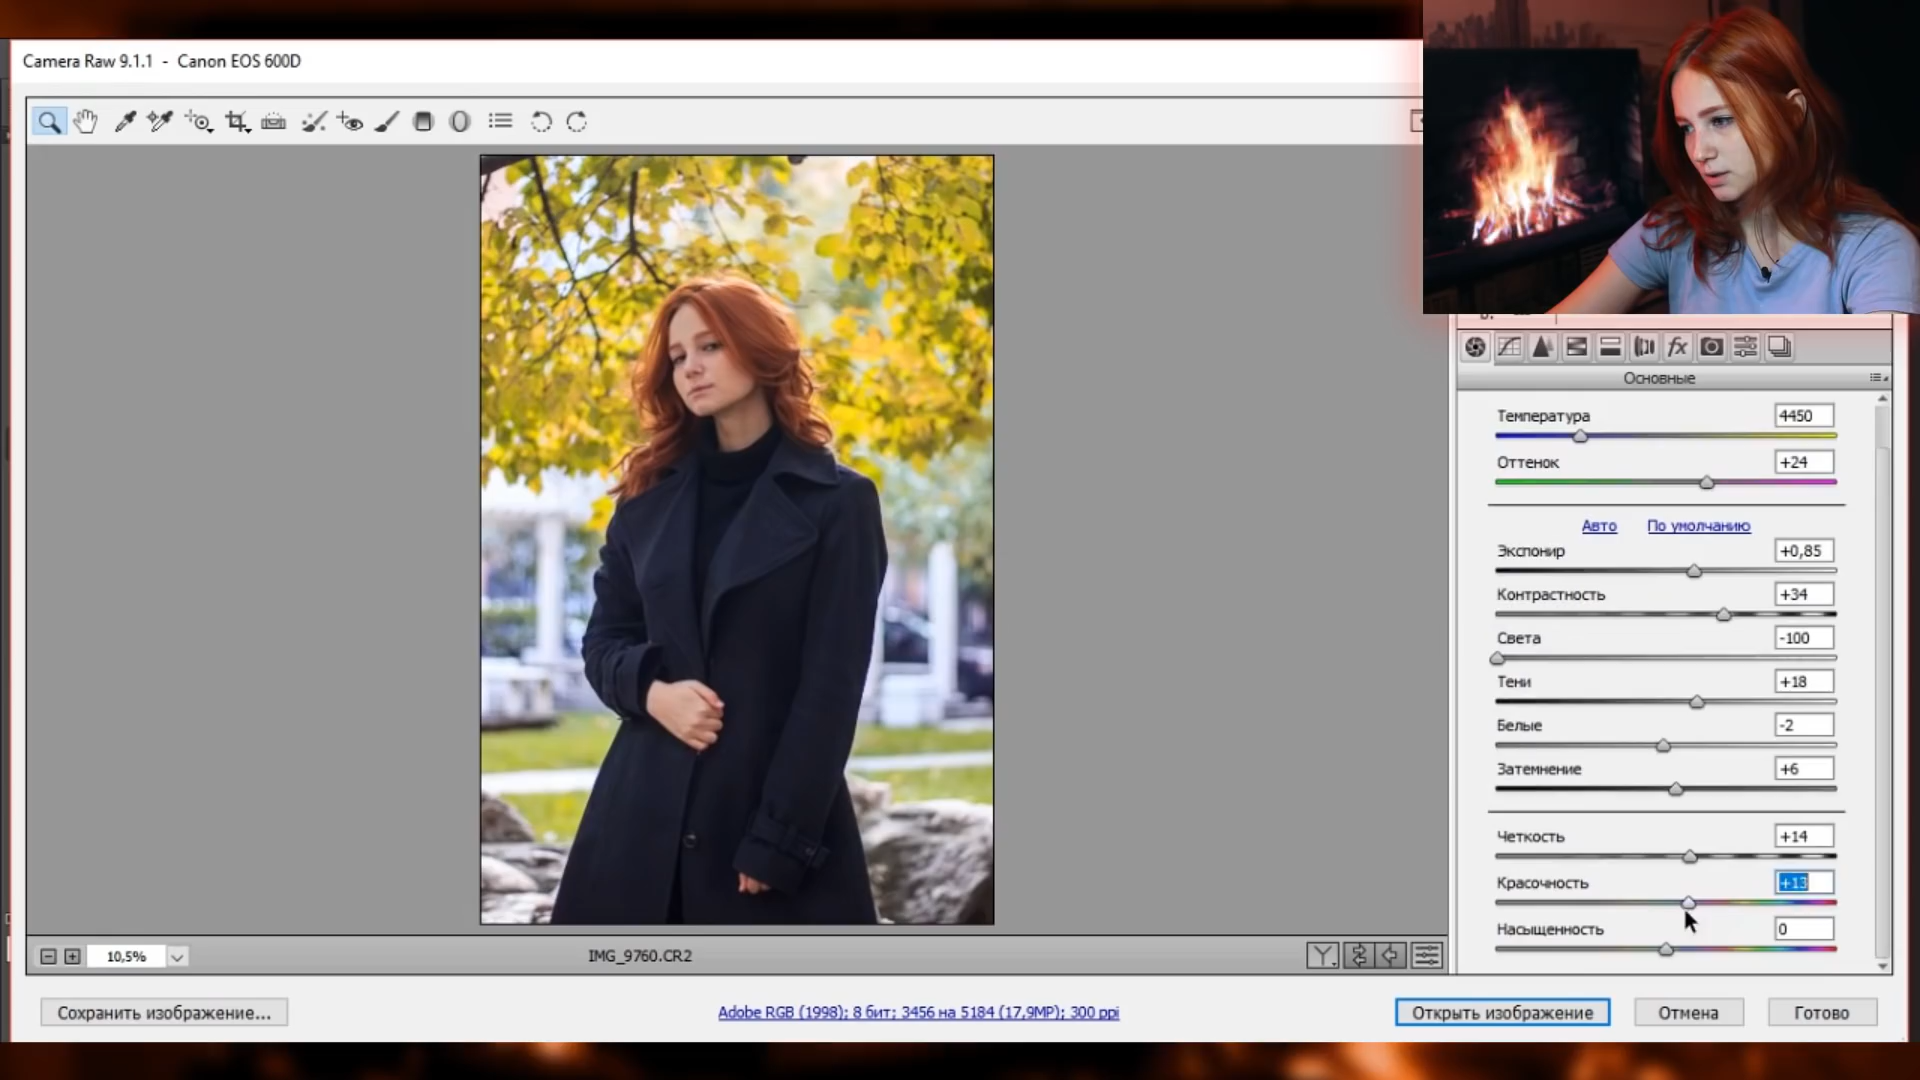 Camera Raw 9.1.1 - Canon EOS 600D
Основные
Температура 4450
Оттенок +24
Авто По умолчанию
Экспонир +0,85
Контрастность +34
Света -100
Тени +18
Белые -2
Затемнение +6
Четкость +14
Красочность +13
Насыщенность 0
10,5% IMG_9760.CR2
Сохранить изображение... Adobe RGB (1998); 8 бит; 3456 на 5184 (17,9MP); 300 ppi Открыть изображение Отмена Готово